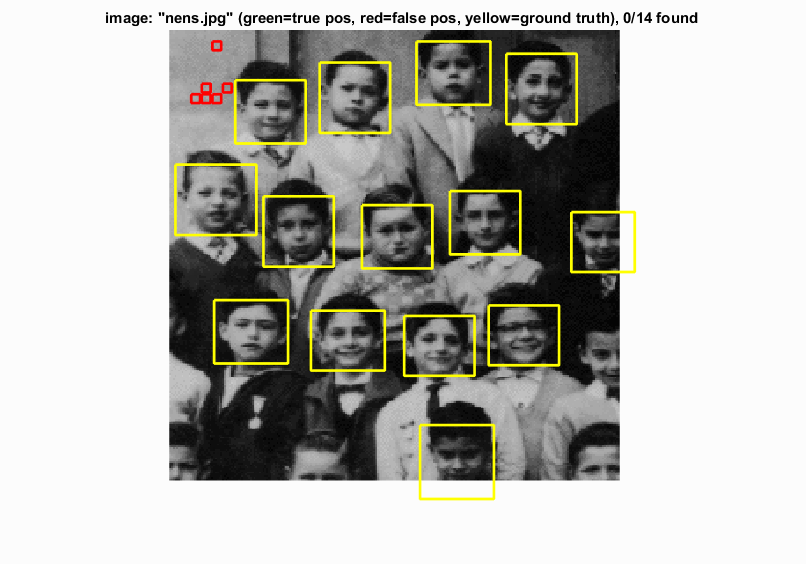 image: "nens.jpg" (green=true pos, red=false pos, yellow=ground truth), 0/14 found